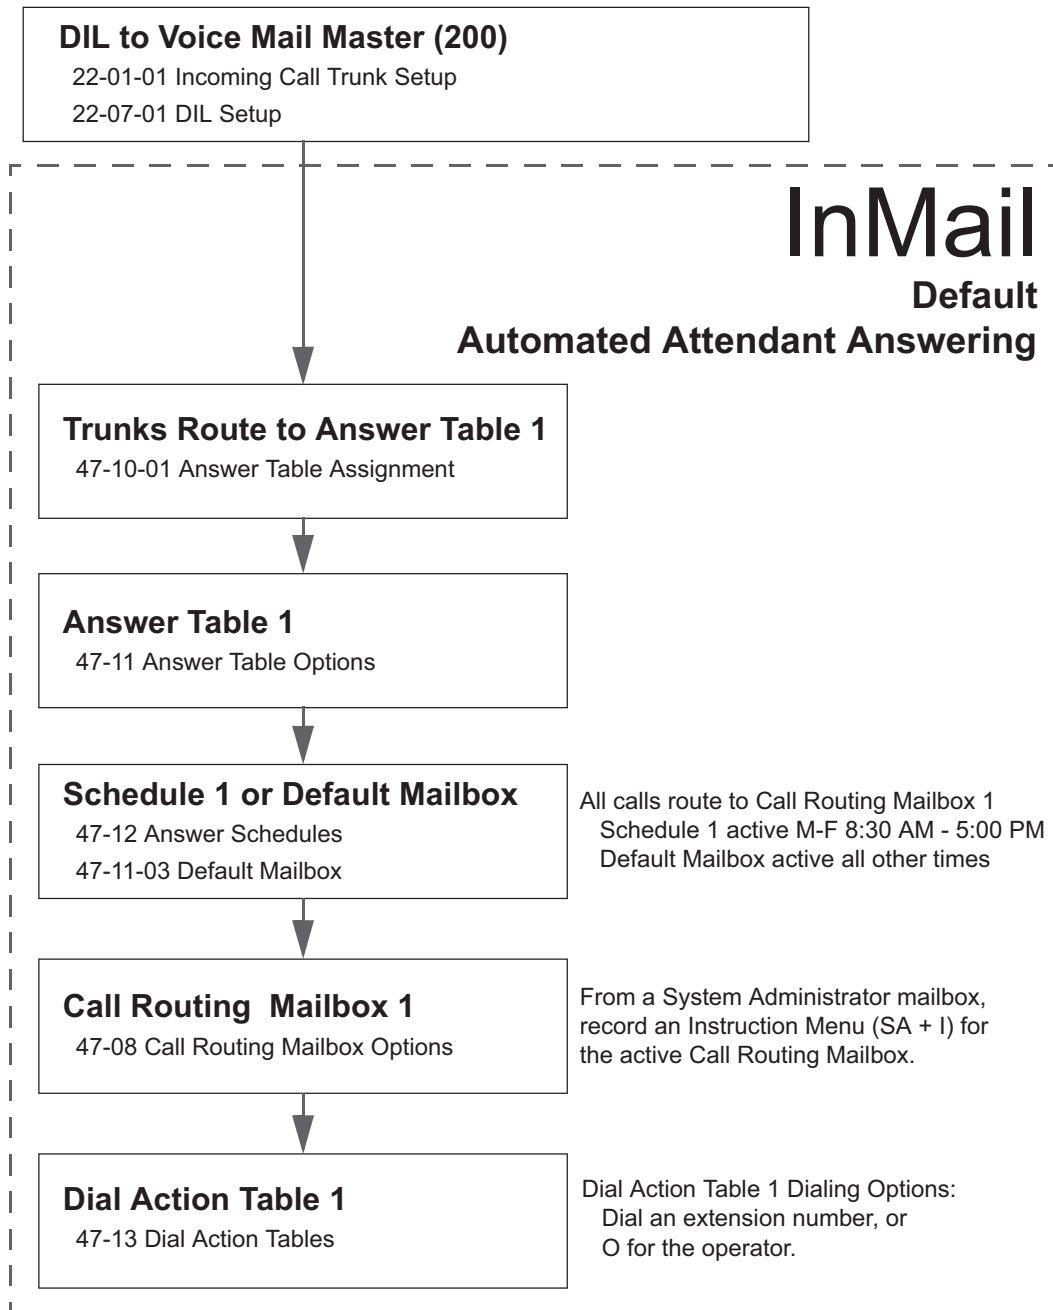 DIL to Voice Mail Master (200)
22-01-01 Incoming Call Trunk Setup
22-07-01 DIL Setup
InMail
Default
Automated Attendant Answering
Trunks Route to Answer Table 1
47-10-01 Answer Table Assignment
Answer Table 1
47-11 Answer Table Options
Schedule 1 or Default Mailbox
47-12 Answer Schedules
47-11-03 Default Mailbox
All calls route to Call Routing Mailbox 1
Schedule 1 active M-F 8:30 AM - 5:00 PM
Default Mailbox active all other times
Call Routing  Mailbox 1
47-08 Call Routing Mailbox Options
From a System Administrator mailbox,
record an Instruction Menu (SA + I) for
the active Call Routing Mailbox.
Dial Action Table 1
47-13 Dial Action Tables
Dial Action Table 1 Dialing Options:
Dial an extension number, or
O for the operator.